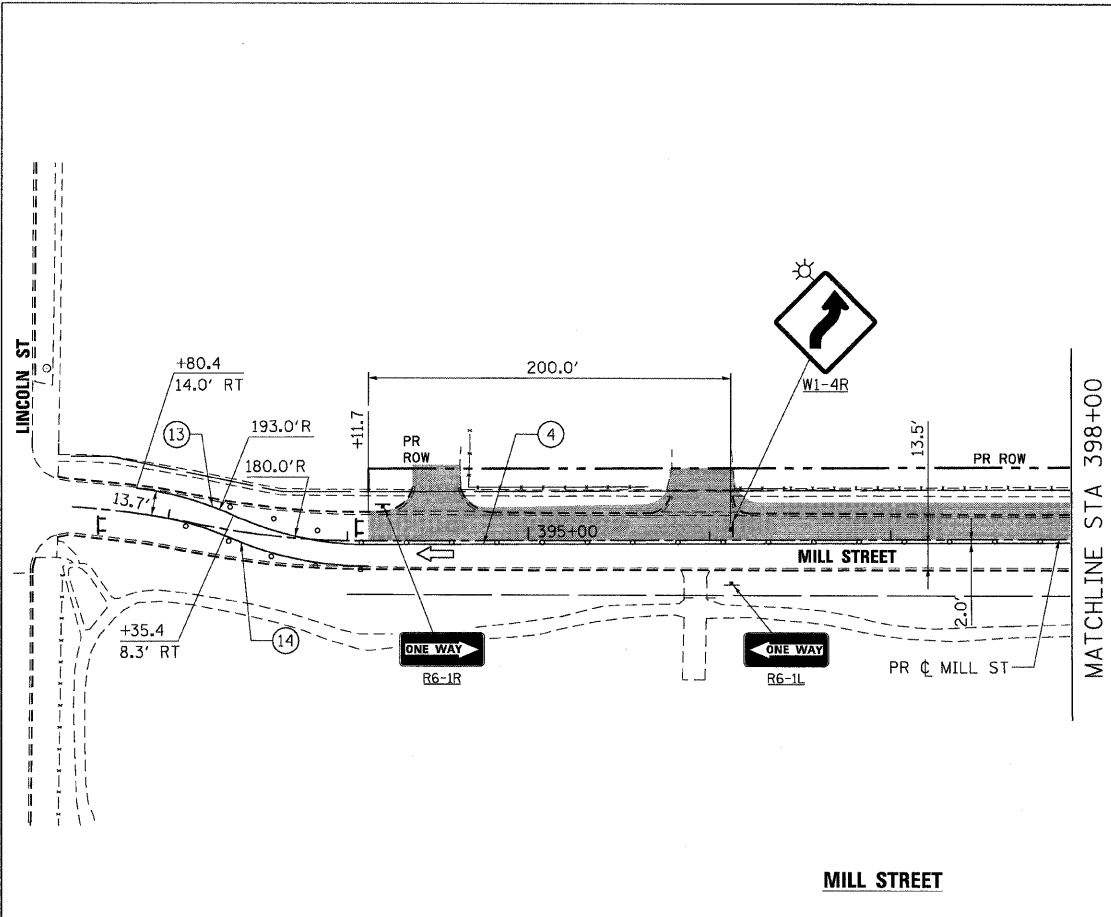 LINCOLN ST
+80.4
14.0' RT
13
193.0'R
180.0'R
13.7'
+35.4
8.3' RT
14
+11.7
200.0'
PR
ROW
4
W1-4R
13.5'
PR ROW
395+00
MILL STREET
2.0'
ONE WAY
R6-1R
ONE WAY
R6-1L
PR ℄ MILL ST
MATCHLINE STA 398+00
MILL STREET